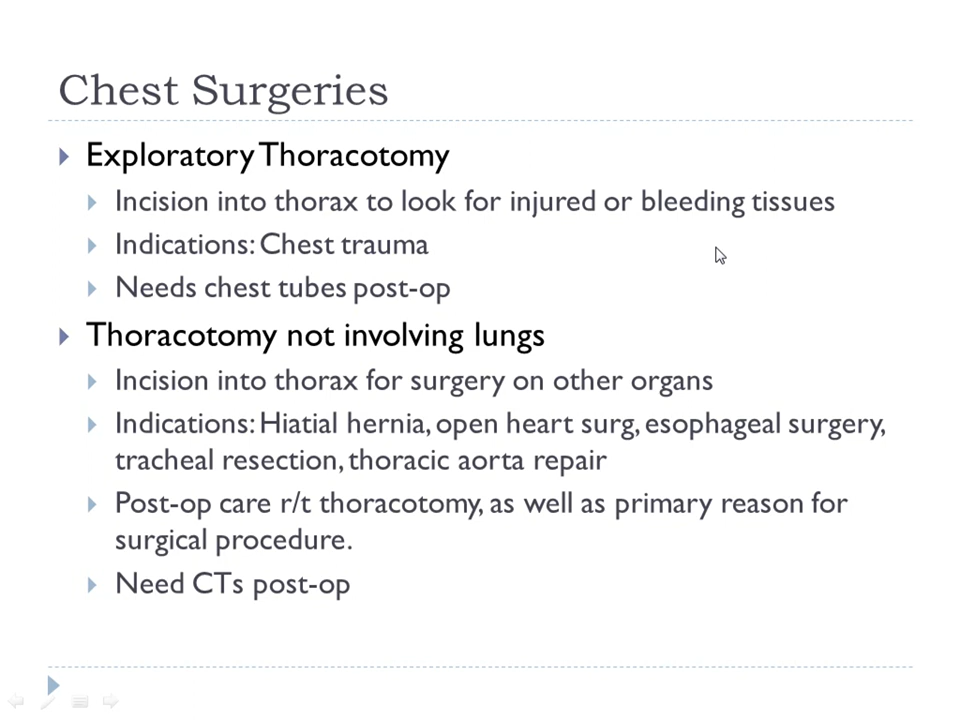 Chest Surgeries
Exploratory Thoracotomy
Incision into thorax to look for injured or bleeding tissues
Indications: Chest trauma
Needs chest tubes post-op
Thoracotomy not involving lungs
Incision into thorax for surgery on other organs
Indications: Hiatial hernia, open heart surg, esophageal surgery,
tracheal resection, thoracic aorta repair
Post-op care r/t thoracotomy, as well as primary reason for
surgical procedure.
Need CTs post-op